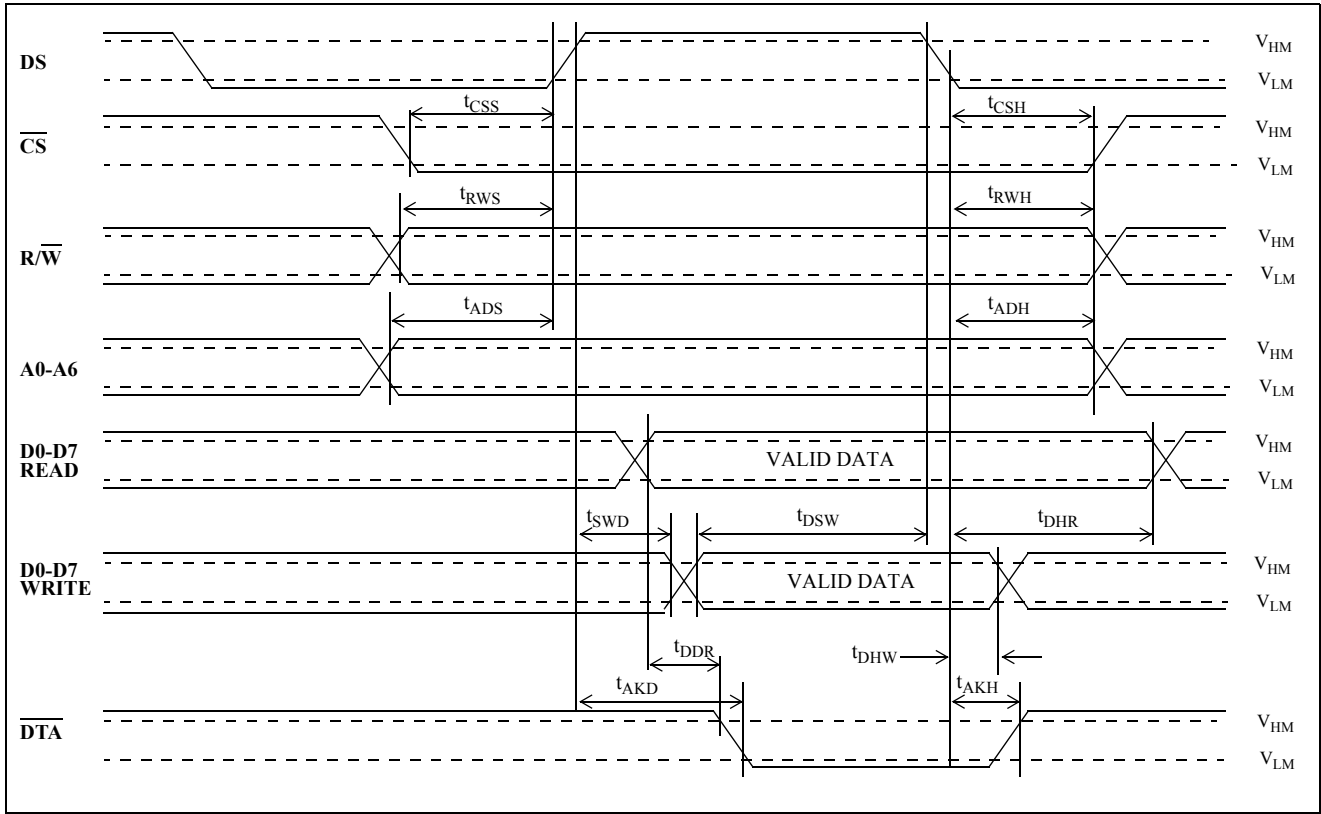 DS
V_HM
V_LM
t_CSS
t_CSH
C̅S̅
V_HM
V_LM
t_RWS
t_RWH
R/W̅
V_HM
V_LM
t_ADS
t_ADH
A0-A6
V_HM
V_LM
D0-D7
READ
VALID DATA
V_HM
V_LM
t_SWD
t_DSW
t_DHR
D0-D7
WRITE
VALID DATA
V_HM
V_LM
t_DDR
t_DHW
t_AKD
t_AKH
D̅T̅A̅
V_HM
V_LM